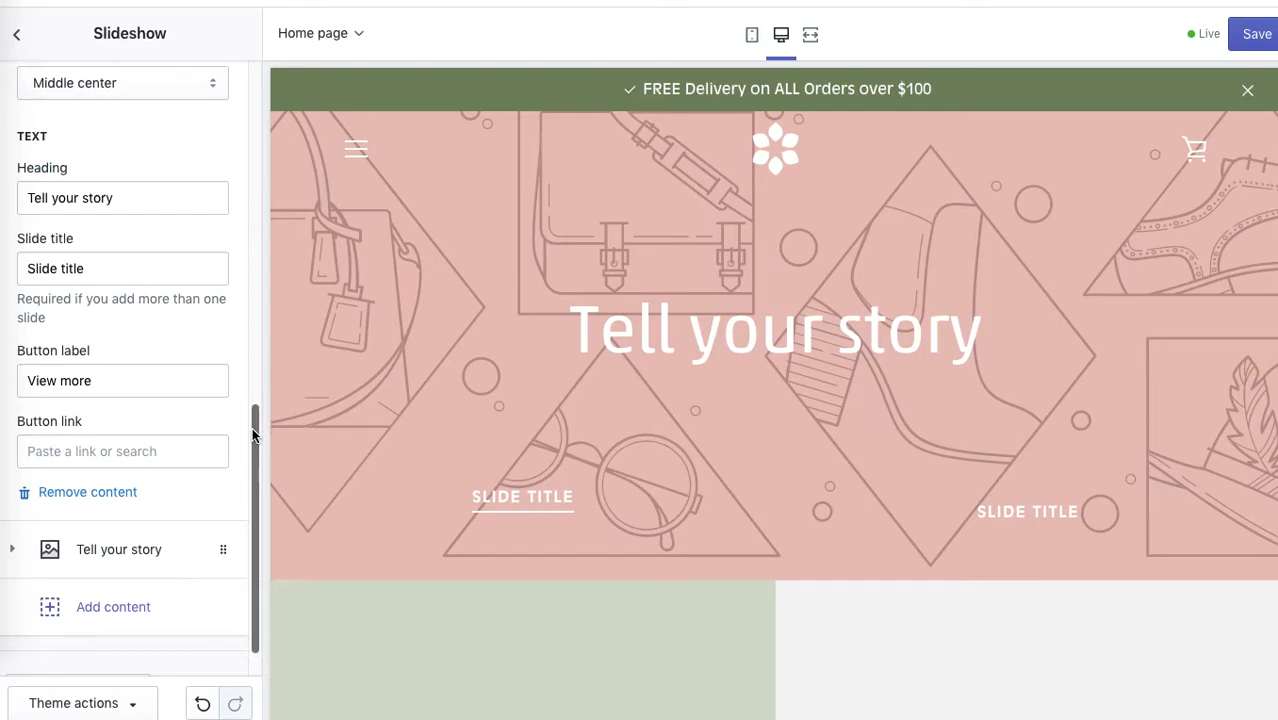 Slideshow
Home page
Live
Save
Middle center
FREE Delivery on ALL Orders over $100
TEXT
Heading
Tell your story
Slide title
Slide title
Required if you add more than one
slide
Button label
View more
Button link
Paste a link or search
Remove content
Tell your story
Add content
Theme actions
Tell your story
SLIDE TITLE
SLIDE TITLE